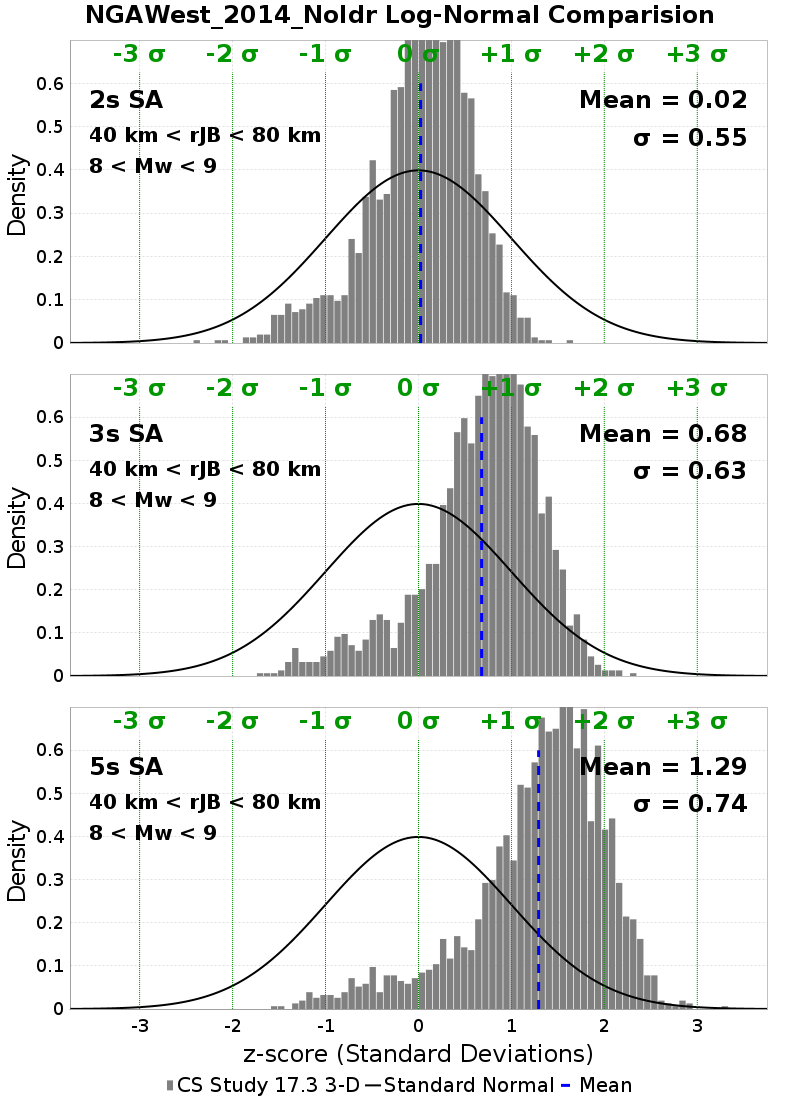 NGAWest_2014_NoIdr Log-Normal Comparision
-3 σ -2 σ -1 σ 0 σ +1 σ +2 σ +3 σ
0.6
2s SA Mean = 0.02
0.5
40 km < rJB < 80 km σ = 0.55
8 < Mw < 9
0.4
0.3
0.2
0.1
0
Density
-3 σ -2 σ -1 σ 0 σ +1 σ +2 σ +3 σ
0.6
3s SA Mean = 0.68
0.5
40 km < rJB < 80 km σ = 0.63
8 < Mw < 9
0.4
0.3
0.2
0.1
0
Density
-3 σ -2 σ -1 σ 0 σ +1 σ +2 σ +3 σ
0.6
5s SA Mean = 1.29
0.5
40 km < rJB < 80 km σ = 0.74
8 < Mw < 9
0.4
0.3
0.2
0.1
0
Density
-3 -2 -1 0 1 2 3
z-score (Standard Deviations)
CS Study 17.3 3-D Standard Normal Mean